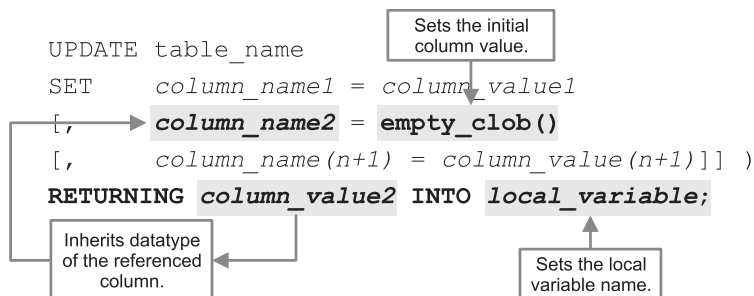 Sets the initial
column value.
UPDATE table_name
SET column_name1 = column_value1
[, column_name2 = empty_clob()
[, column_name(n+1) = column_value(n+1)]] )
RETURNING column_value2 INTO local_variable;
Inherits datatype
of the referenced
column.
Sets the local
variable name.